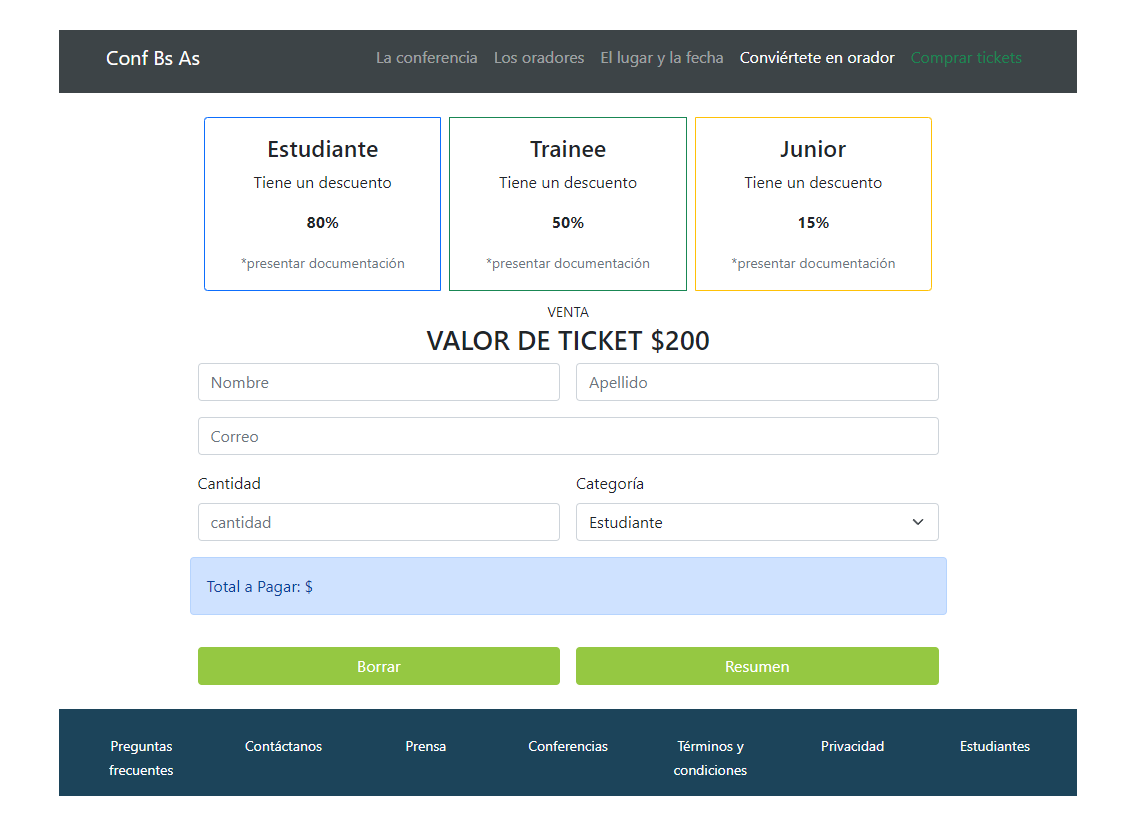 Conf Bs As
La conferencia
Los oradores
El lugar y la fecha
Conviértete en orador
Comprar tickets
Estudiante
Tiene un descuento
80%
*presentar documentación
Trainee
Tiene un descuento
50%
*presentar documentación
Junior
Tiene un descuento
15%
*presentar documentación
VENTA
VALOR DE TICKET $200
Nombre
Apellido
Correo
Cantidad
Categoría
cantidad
Estudiante
Total a Pagar: $
Borrar
Resumen
Preguntas
frecuentes
Contáctanos
Prensa
Conferencias
Términos y
condiciones
Privacidad
Estudiantes